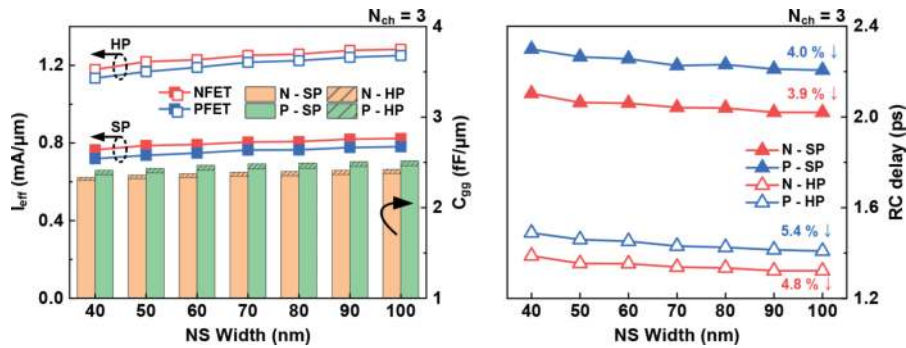 N_ch = 3
HP
SP
NFET
PFET
N - SP
P - SP
N - HP
P - HP
1.2
0.8
0.4
0.0
I_eff (mA/μm)
4
3
2
1
C_gg (fF/μm)
40 50 60 70 80 90 100
NS Width (nm)
N_ch = 3
4.0 % ↓
3.9 % ↓
N - SP
P - SP
N - HP
P - HP
5.4 % ↓
4.8 % ↓
2.4
2.0
1.6
1.2
RC delay (ps)
40 50 60 70 80 90 100
NS Width (nm)